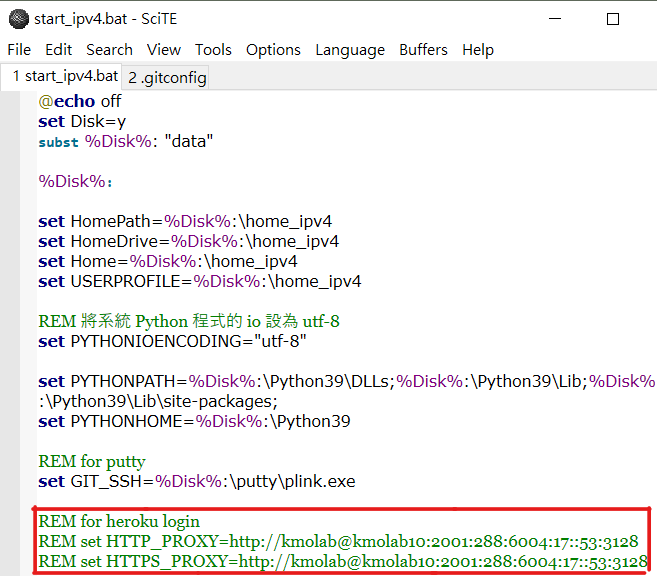 start_ipv4.bat - SciTE
File Edit Search View Tools Options Language Buffers Help
1 start_ipv4.bat 2 .gitconfig
@echo off
set Disk=y
subst %Disk%: "data"
%Disk%:
set HomePath=%Disk%:\home_ipv4
set HomeDrive=%Disk%:\home_ipv4
set Home=%Disk%:\home_ipv4
set USERPROFILE=%Disk%:\home_ipv4
REM 將系統 Python 程式的 io 設為 utf-8
set PYTHONIOENCODING="utf-8"
set PYTHONPATH=%Disk%:\Python39\DLLs;%Disk%:\Python39\Lib;%Disk%
:\Python39\Lib\site-packages;
set PYTHONHOME=%Disk%:\Python39
REM for putty
set GIT_SSH=%Disk%:\putty\plink.exe
REM for heroku login
REM set HTTP_PROXY=http://kmolab@kmolab10:2001:288:6004:17::53:3128
REM set HTTPS_PROXY=http://kmolab@kmolab10:2001:288:6004:17::53:3128